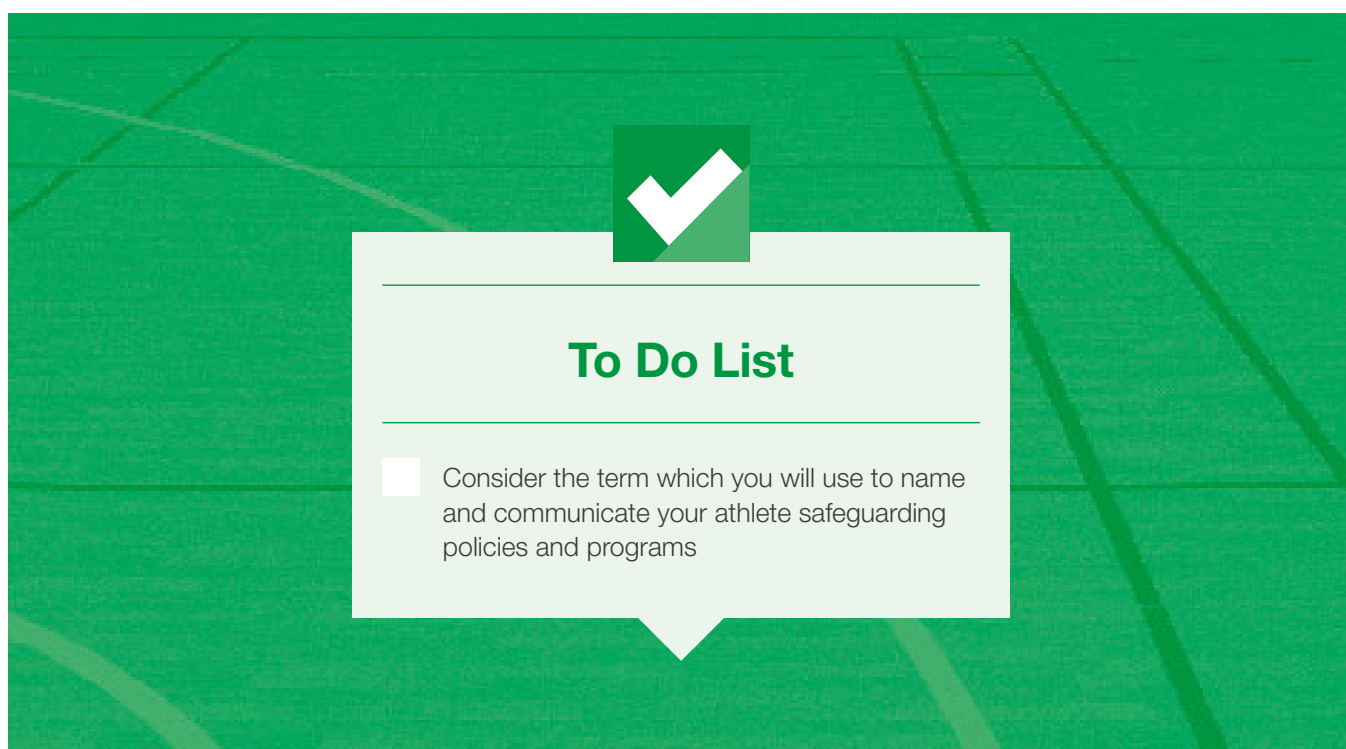 To Do List
Consider the term which you will use to name
and communicate your athlete safeguarding
policies and programs